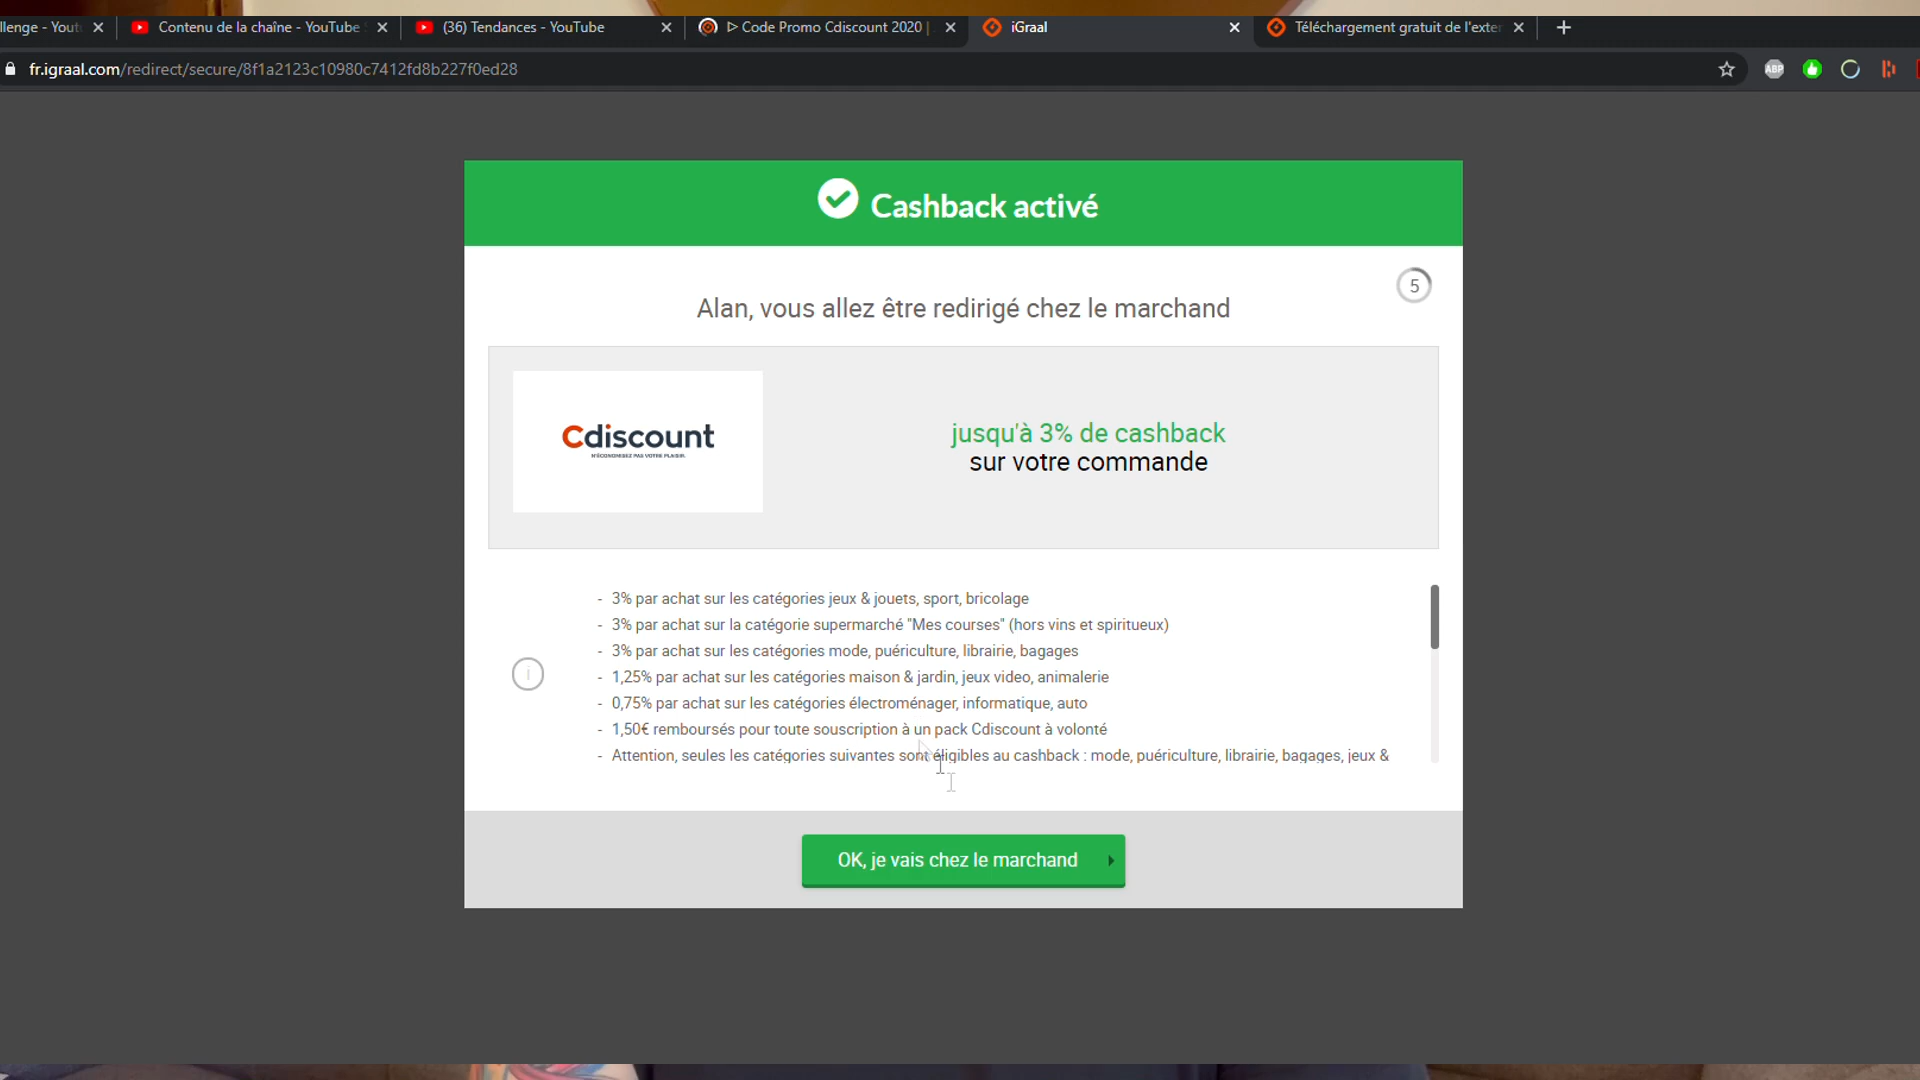 llenge - Yout
Contenu de la chaîne - YouTube
(36) Tendances - YouTube
Code Promo Cdiscount 2020 |
iGraal
Téléchargement gratuit de l'exter
fr.igraal.com/redirect/secure/8f1a2123c10980c7412fd8b227f0ed28
ABP
Cashback activé
5
Alan, vous allez être redirigé chez le marchand
Cdiscount
N'ÉCONOMISEZ PAS VOTRE PLAISIR.
jusqu'à 3% de cashback
sur votre commande
- 3% par achat sur les catégories jeux & jouets, sport, bricolage
- 3% par achat sur la catégorie supermarché "Mes courses" (hors vins et spiritueux)
- 3% par achat sur les catégories mode, puériculture, librairie, bagages
i
- 1,25% par achat sur les catégories maison & jardin, jeux video, animalerie
- 0,75% par achat sur les catégories électroménager, informatique, auto
- 1,50€ remboursés pour toute souscription à un pack Cdiscount à volonté
- Attention, seules les catégories suivantes sont éligibles au cashback : mode, puériculture, librairie, bagages, jeux &
OK, je vais chez le marchand